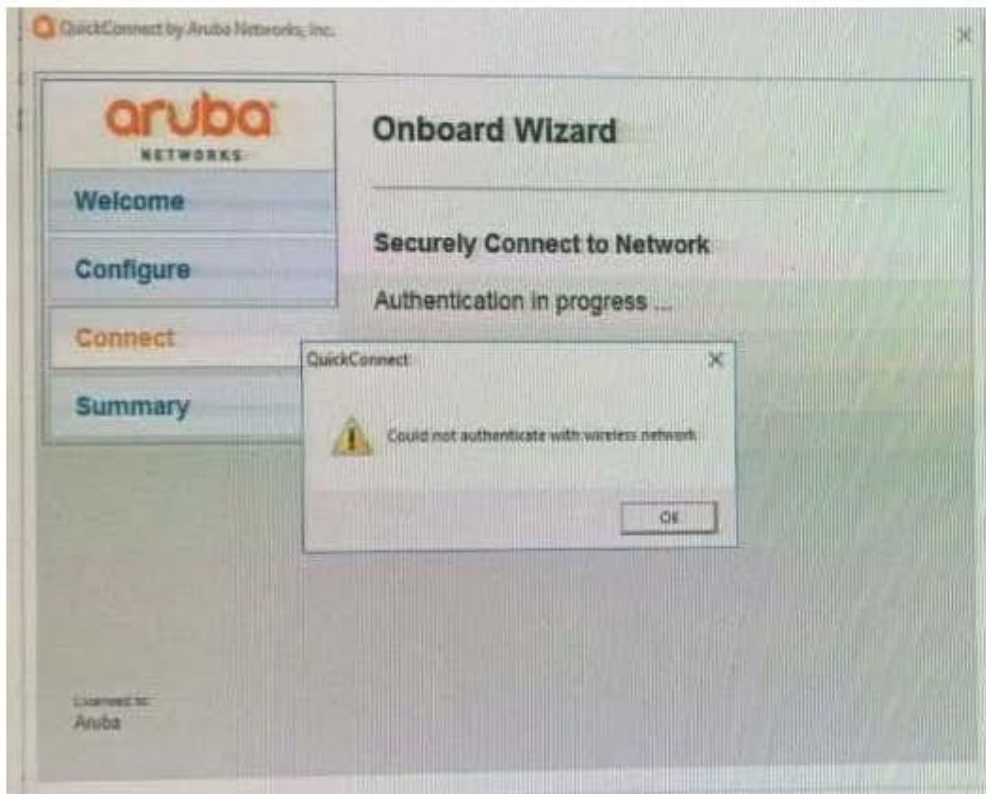 QuickConnect by Aruba Networks, Inc.
aruba
NETWORKS
Onboard Wizard
Welcome
Configure
Connect
Summary
Securely Connect to Network
Authentication in progress ...
QuickConnect
Could not authenticate with wireless network
OK
Licensed to:
Aruba